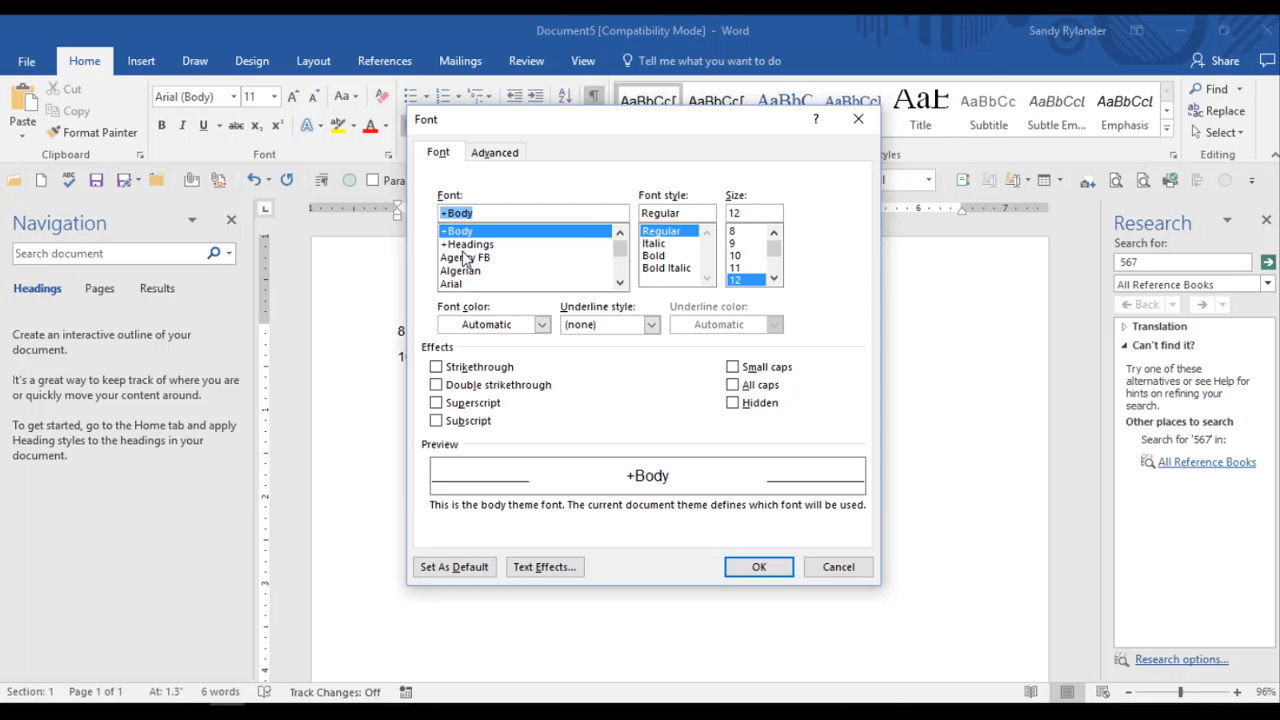 Document5 [Compatibility Mode] - Word
Sandy Rylander
File Home Insert Draw Design Layout References Mailings Review View Tell me what you want to do Share
Paste
Cut
Copy
Format Painter
Clipboard
Arial (Body) 11
Font
AaBbCc[ AaBbCc[ AaBbC AaE AaBbCcl AaBbCcl AaBbCcl
Title Subtitle Subtle Em... Emphasis
Find
Replace
Select
Editing
Navigation
Search document
Headings Pages Results
Create an interactive outline of your
document.
It's a great way to keep track of where you are
or quickly move your content around.
To get started, go to the Home tab and apply
Heading styles to the headings in your
document.
Font
Font Advanced
Font: Font style: Size:
+Body Regular 12
+Body Regular 8
+Headings Italic 9
Agency FB Bold 10
Algerian Bold Italic 11
Arial 12
Font color: Underline style: Underline color:
Automatic (none) Automatic
Effects
Strikethrough Small caps
Double strikethrough All caps
Superscript Hidden
Subscript
Preview
+Body
This is the body theme font. The current document theme defines which font will be used.
Set As Default Text Effects... OK Cancel
Research
Search for:
567
All Reference Books
Back
Translation
Can't find it?
Try one of these
alternatives or see Help for
hints on refining your
search.
Other places to search
Search for '567' in:
All Reference Books
Research options...
Section: 1 Page 1 of 1 At: 1.3" 6 words Track Changes: Off 96%